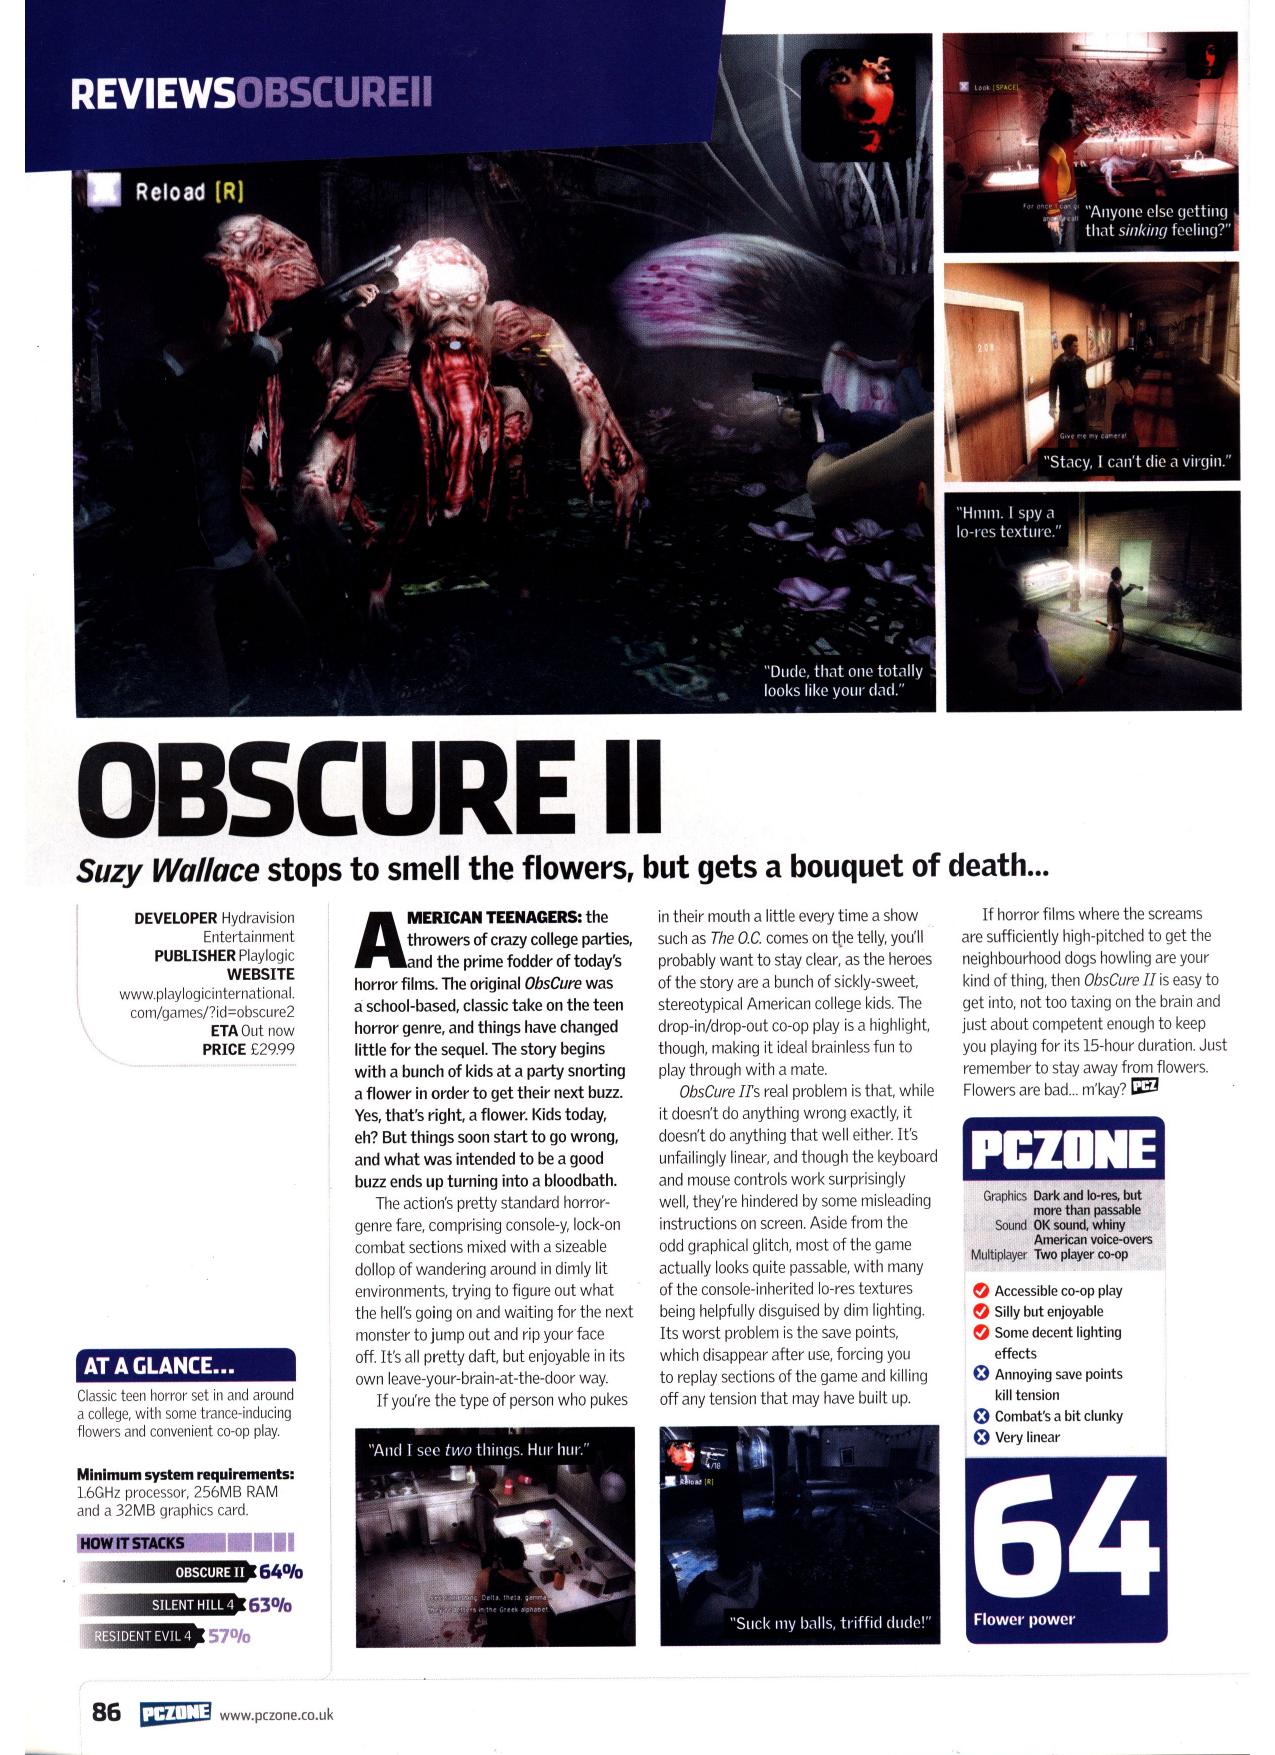 REVIEWSOBSCUREII
Reload [R]
"Dude, that one totally
looks like your dad."
Look [SPACE]
"Anyone else getting
that sinking feeling?"
208
Give me my camera!
"Stacy, I can't die a virgin."
"Hmm. I spy a
lo-res texture."
OBSCURE II
Suzy Wallace stops to smell the flowers, but gets a bouquet of death...
DEVELOPER Hydravision
Entertainment
PUBLISHER Playlogic
WEBSITE
www.playlogicinternational.
com/games/?id=obscure2
ETA Out now
PRICE £29.99
AT A GLANCE...
Classic teen horror set in and around
a college, with some trance-inducing
flowers and convenient co-op play.
Minimum system requirements:
1.6GHz processor, 256MB RAM
and a 32MB graphics card.
HOW IT STACKS
OBSCURE II 64%
SILENT HILL 4 63%
RESIDENT EVIL 4 57%
AMERICAN TEENAGERS: the
throwers of crazy college parties,
and the prime fodder of today's
horror films. The original ObsCure was
a school-based, classic take on the teen
horror genre, and things have changed
little for the sequel. The story begins
with a bunch of kids at a party snorting
a flower in order to get their next buzz.
Yes, that's right, a flower. Kids today,
eh? But things soon start to go wrong,
and what was intended to be a good
buzz ends up turning into a bloodbath.
The action's pretty standard horror-
genre fare, comprising console-y, lock-on
combat sections mixed with a sizeable
dollop of wandering around in dimly lit
environments, trying to figure out what
the hell's going on and waiting for the next
monster to jump out and rip your face
off. It's all pretty daft, but enjoyable in its
own leave-your-brain-at-the-door way.
If you're the type of person who pukes
in their mouth a little every time a show
such as The O.C. comes on the telly, you'll
probably want to stay clear, as the heroes
of the story are a bunch of sickly-sweet,
stereotypical American college kids. The
drop-in/drop-out co-op play is a highlight,
though, making it ideal brainless fun to
play through with a mate.
ObsCure II's real problem is that, while
it doesn't do anything wrong exactly, it
doesn't do anything that well either. It's
unfailingly linear, and though the keyboard
and mouse controls work surprisingly
well, they're hindered by some misleading
instructions on screen. Aside from the
odd graphical glitch, most of the game
actually looks quite passable, with many
of the console-inherited lo-res textures
being helpfully disguised by dim lighting.
Its worst problem is the save points,
which disappear after use, forcing you
to replay sections of the game and killing
off any tension that may have built up.
If horror films where the screams
are sufficiently high-pitched to get the
neighbourhood dogs howling are your
kind of thing, then ObsCure II is easy to
get into, not too taxing on the brain and
just about competent enough to keep
you playing for its 15-hour duration. Just
remember to stay away from flowers.
Flowers are bad... m'kay? PCZ
"And I see two things. Hur hur."
Delta, theta, gamma
letters in the Greek alphabet.
4/18
Reload [R]
"Suck my balls, triffid dude!"
PCZONE
Graphics Dark and lo-res, but
more than passable
Sound OK sound, whiny
American voice-overs
Multiplayer Two player co-op
Accessible co-op play
Silly but enjoyable
Some decent lighting
effects
Annoying save points
kill tension
Combat's a bit clunky
Very linear
64
Flower power
86 PCZONE www.pczone.co.uk